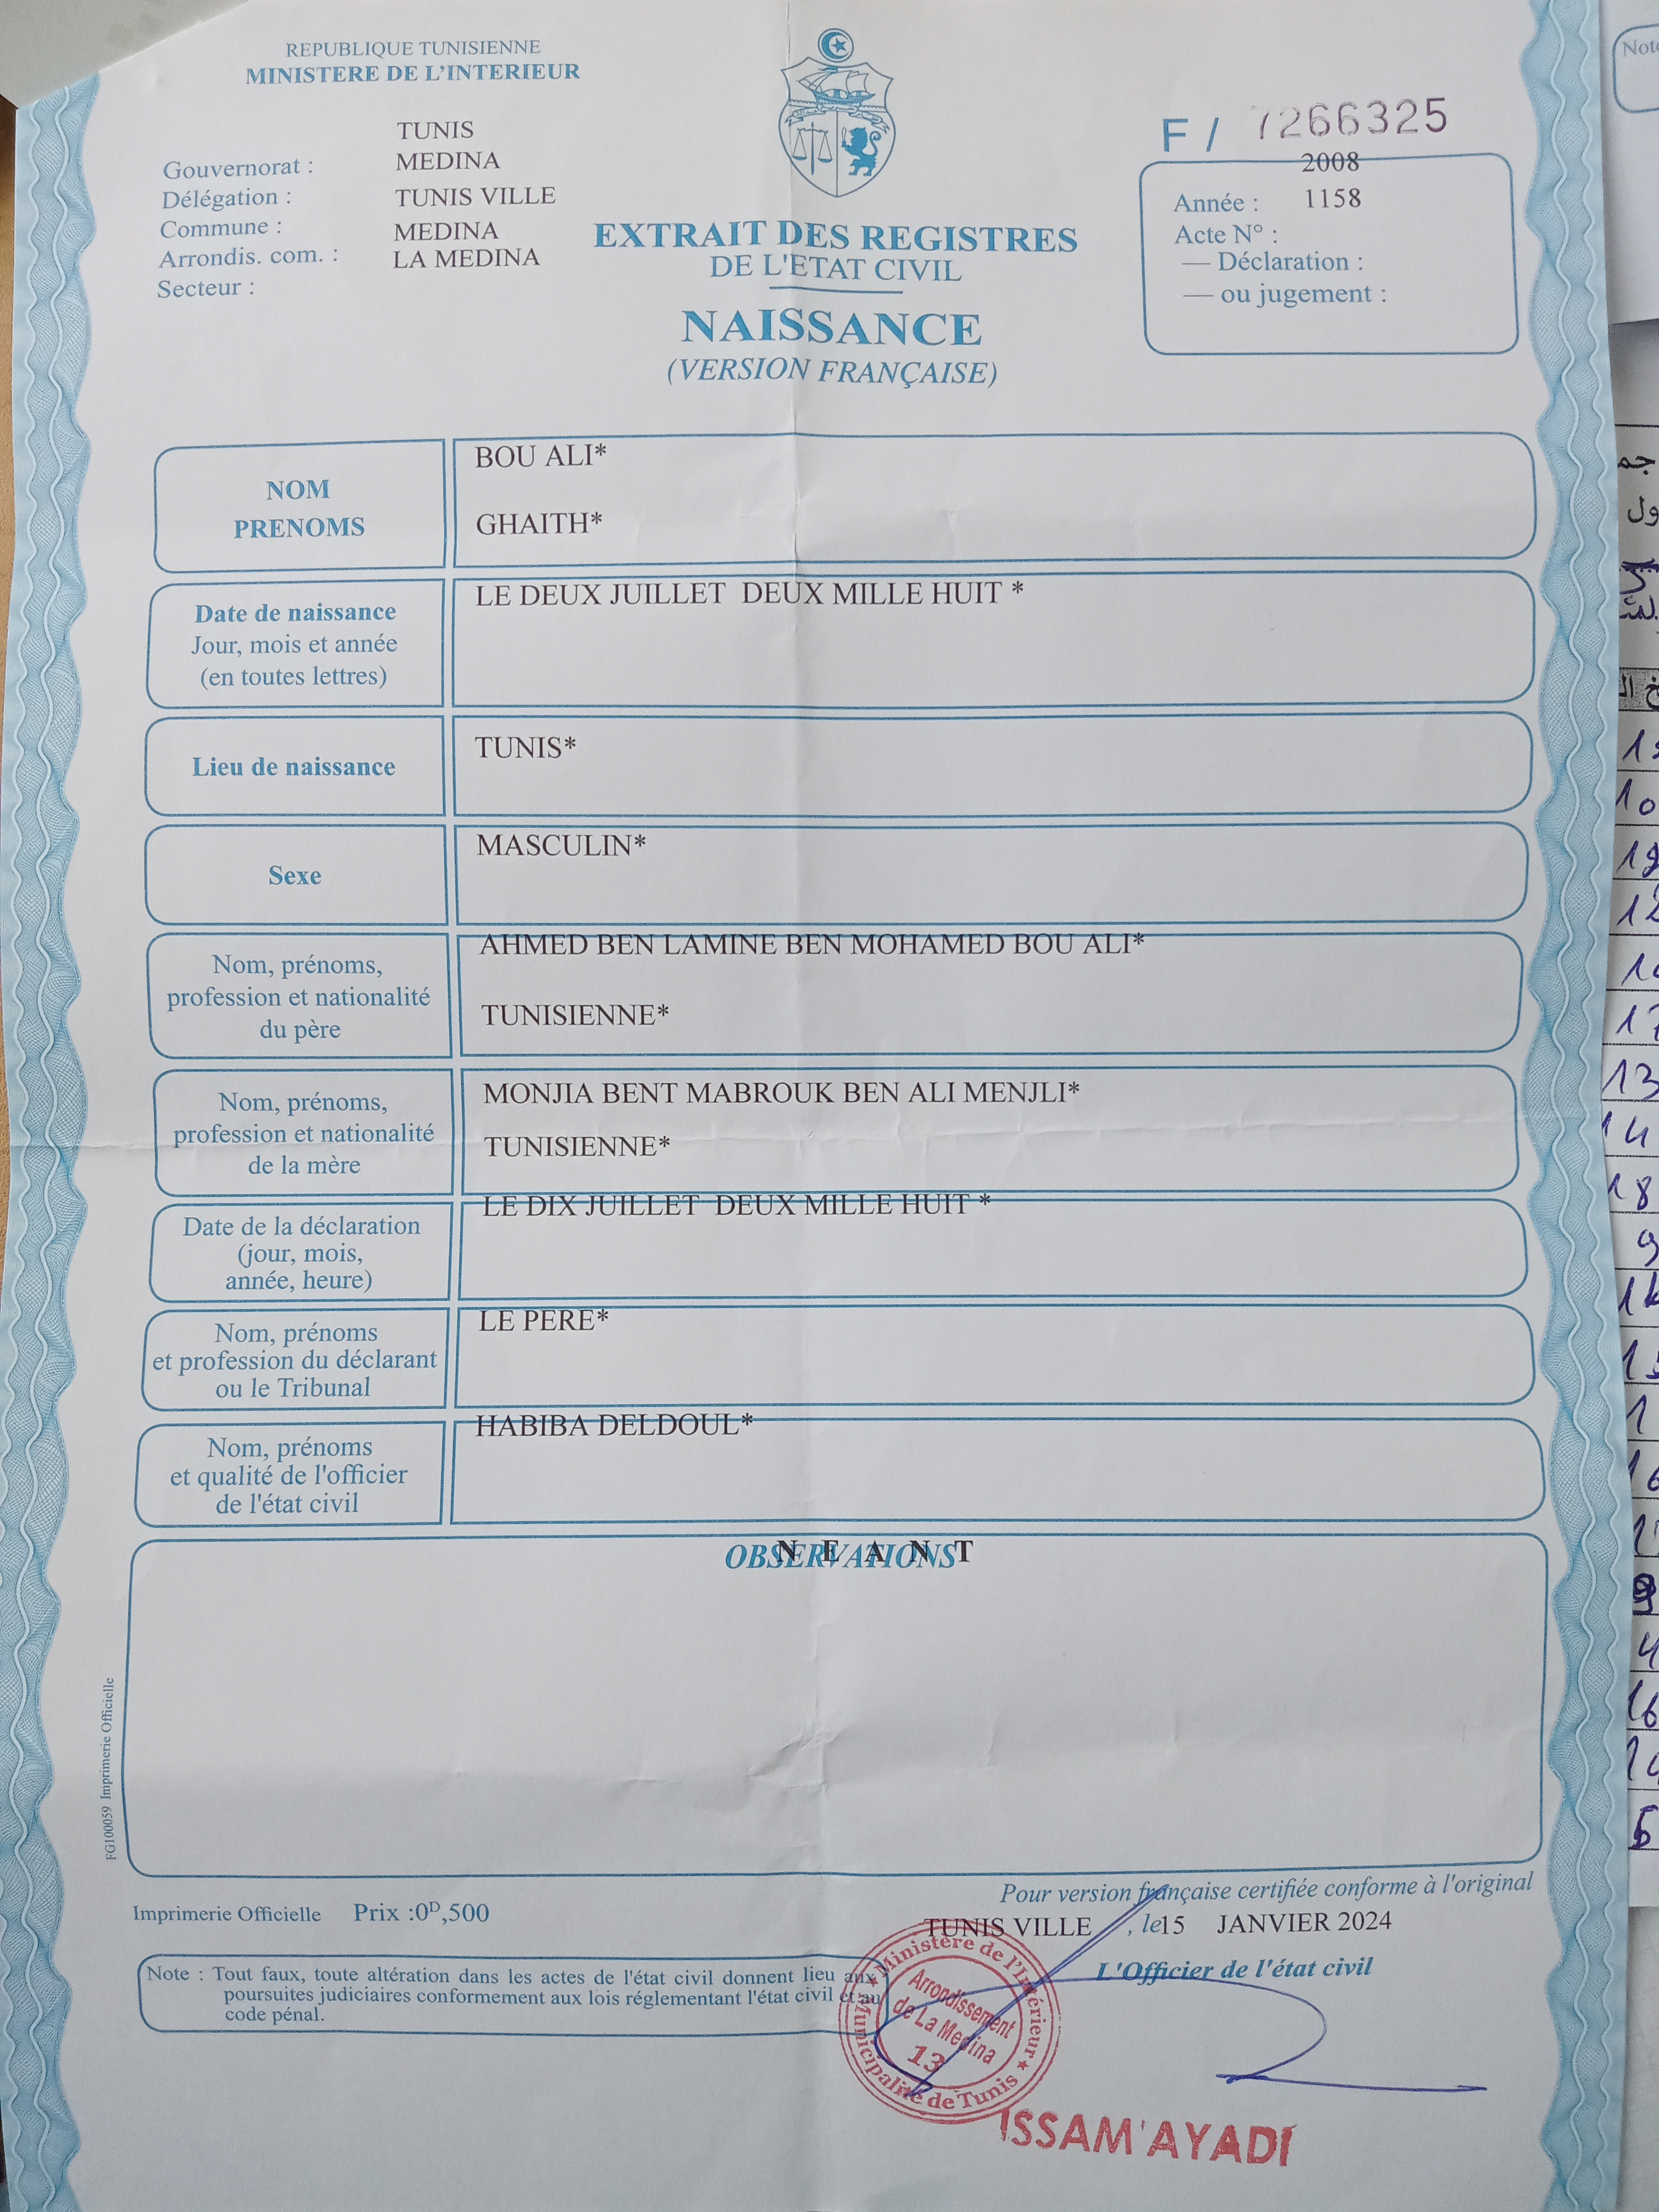 REPUBLIQUE TUNISIENNE
MINISTERE DE L'INTERIEUR
TUNIS
Gouvernorat :
MEDINA
Délégation :
TUNIS VILLE
Commune :
MEDINA
Arrondis. com. :
LA MEDINA
Secteur :
EXTRAIT DES REGISTRES
DE L'ETAT CIVIL
NAISSANCE
(VERSION FRANÇAISE)
F / 7266325
2008
Année : 1158
Acte N° :
— Déclaration :
— ou jugement :
NOM
PRENOMS
BOU ALI*
GHAITH*
Date de naissance
Jour, mois et année
(en toutes lettres)
LE DEUX JUILLET DEUX MILLE HUIT *
Lieu de naissance
TUNIS*
Sexe
MASCULIN*
Nom, prénoms,
profession et nationalité
du père
AHMED BEN LAMINE BEN MOHAMED BOU ALI*
TUNISIENNE*
Nom, prénoms,
profession et nationalité
de la mère
MONJIA BENT MABROUK BEN ALI MENJLI*
TUNISIENNE*
Date de la déclaration
(jour, mois,
année, heure)
LE DIX JUILLET DEUX MILLE HUIT *
Nom, prénoms
et profession du déclarant
ou le Tribunal
LE PERE*
Nom, prénoms
et qualité de l'officier
de l'état civil
HABIBA DELDOUL*
OBSERVATIONS
N E A N T
FG100059 Imprimerie Officielle
Imprimerie Officielle Prix :0ᴰ,500
Pour version française certifiée conforme à l'original
TUNIS VILLE , le15 JANVIER 2024
L'Officier de l'état civil
Note : Tout faux, toute altération dans les actes de l'état civil donnent lieu aux
poursuites judiciaires conformement aux lois réglementant l'état civil et au
code pénal.
Ministère de l'Intérieur
Municipalité de Tunis
Arrondissement
de La Medina
13
ISSAM'AYADI
Note
13
14
18
9
16
4
16